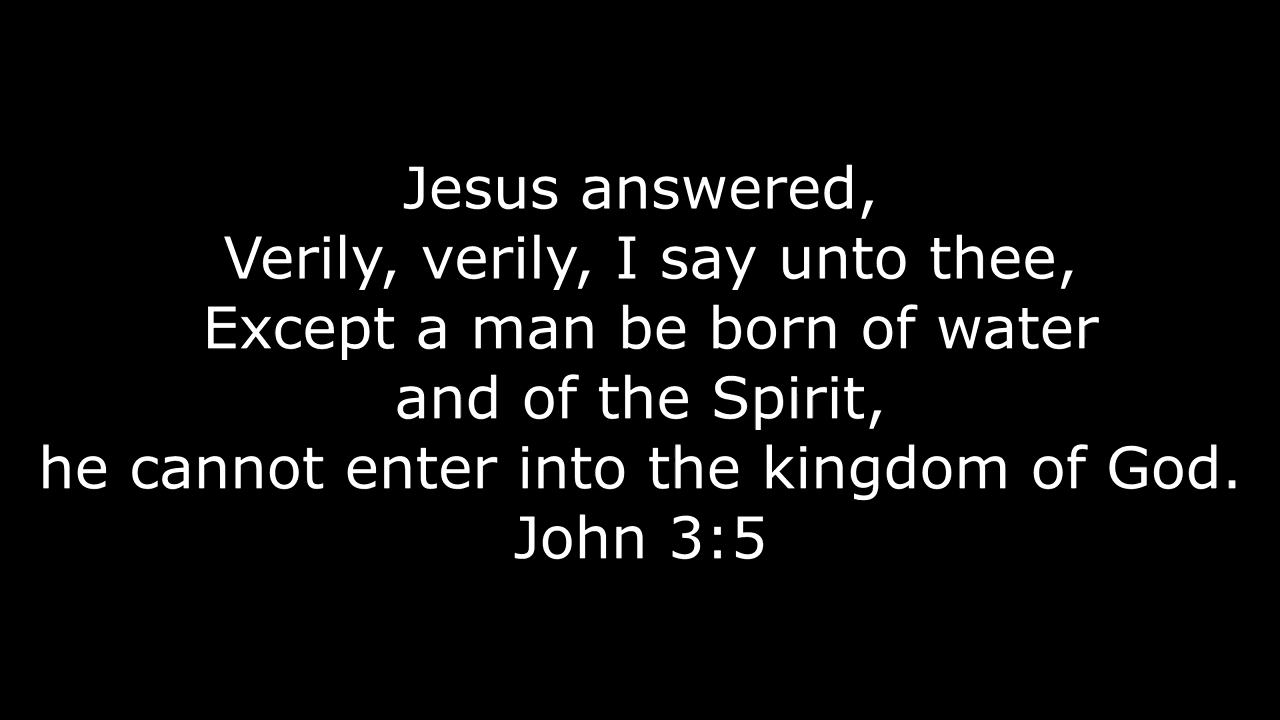 Jesus answered,
Verily, verily, I say unto thee,
Except a man be born of water
and of the Spirit,
he cannot enter into the kingdom of God.
John 3:5